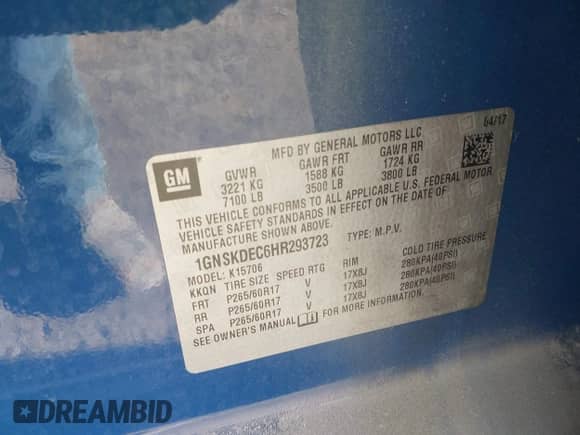 04/17
MFD BY GENERAL MOTORS LLC
GM
GVWR GAWR FRT GAWR RR
3221 KG 1588 KG 1724 KG
7100 LB 3500 LB 3800 LB
THIS VEHICLE CONFORMS TO ALL APPLICABLE U.S. FEDERAL MOTOR
VEHICLE SAFETY STANDARDS IN EFFECT ON THE DATE OF
MANUFACTURE SHOWN ABOVE.
1GNSKDEC6HR293723 TYPE: M.P.V.
MODEL: K15706
KKQN TIRE SIZE SPEED RTG RIM COLD TIRE PRESSURE
FRT P265/60R17 V 17X8J 280KPA(40PSI)
RR P265/60R17 V 17X8J 280KPA(40PSI)
SPA P265/60R17 V 17X8J 280KPA(40PSI)
SEE OWNER'S MANUAL FOR MORE INFORMATION.
DREAMBID